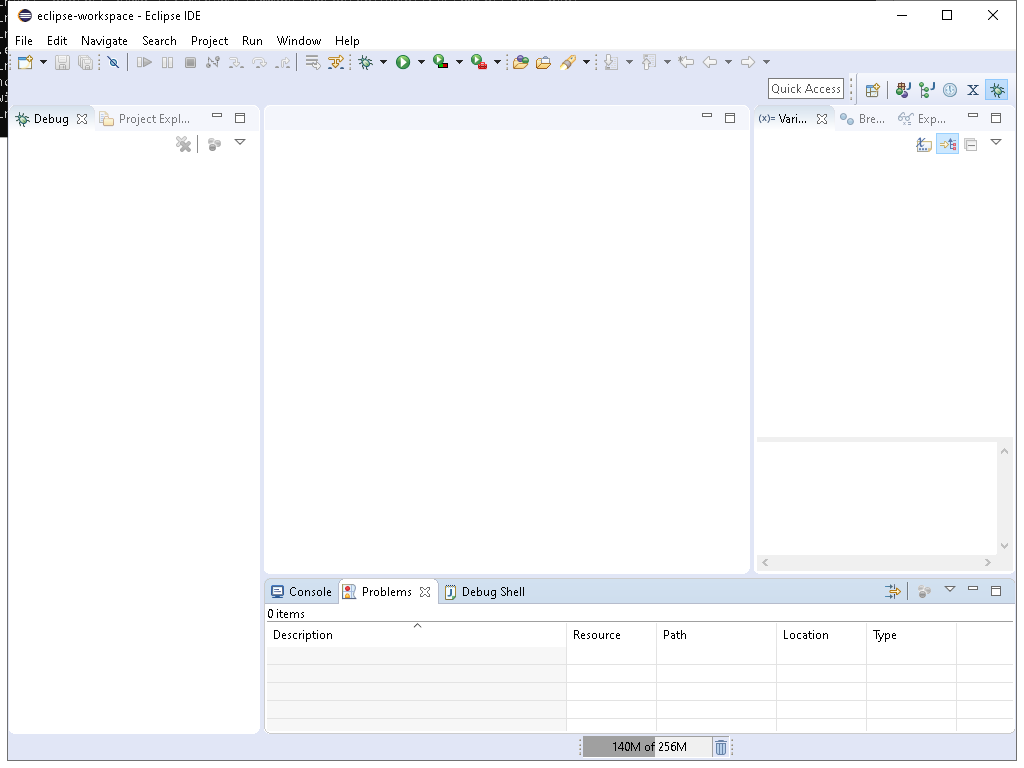 eclipse-workspace - Eclipse IDE
File Edit Navigate Search Project Run Window Help
Quick Access
Debug Project Expl... (x)= Vari... Bre... Exp...
Console Problems Debug Shell
0 items
Description Resource Path Location Type
140M of 256M